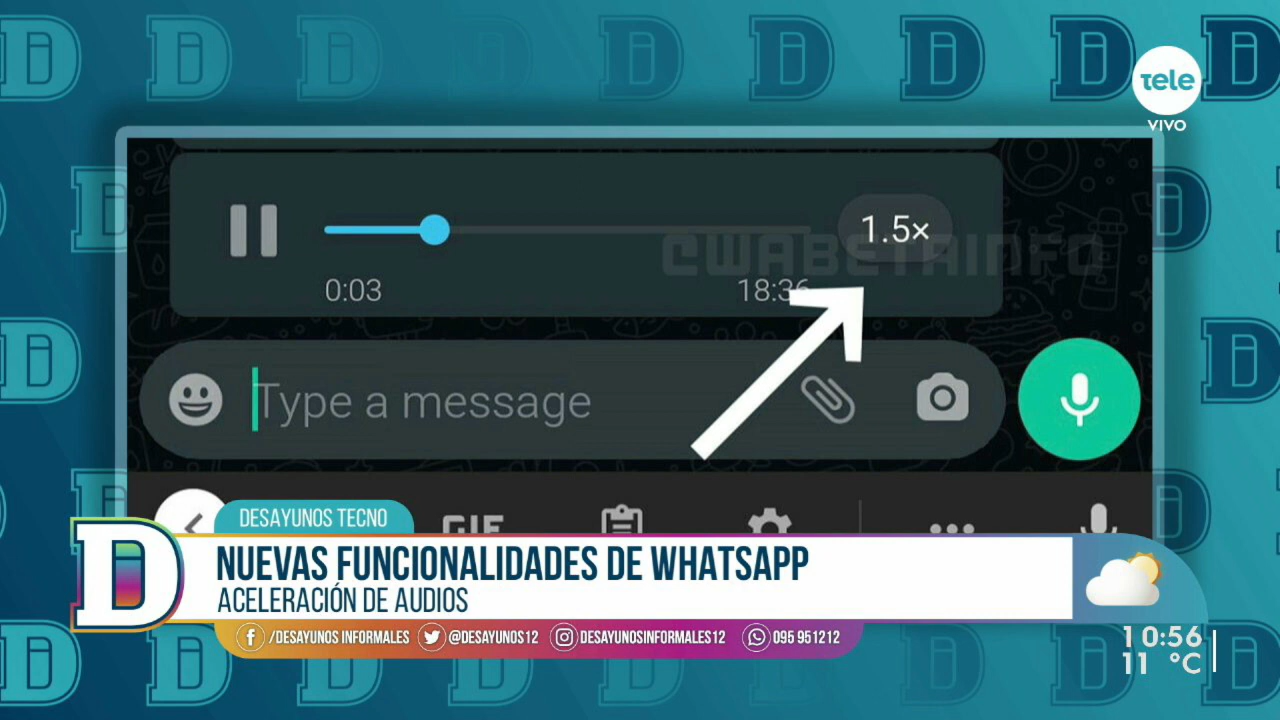 tele
VIVO
1.5×
CWABETAINFO
0:03
18:36
Type a message
DESAYUNOS TECNO
GIF
D
NUEVAS FUNCIONALIDADES DE WHATSAPP
ACELERACIÓN DE AUDIOS
/DESAYUNOS INFORMALES @DESAYUNOS12 DESAYUNOSINFORMALES12 095 951212
10:56
11 °C